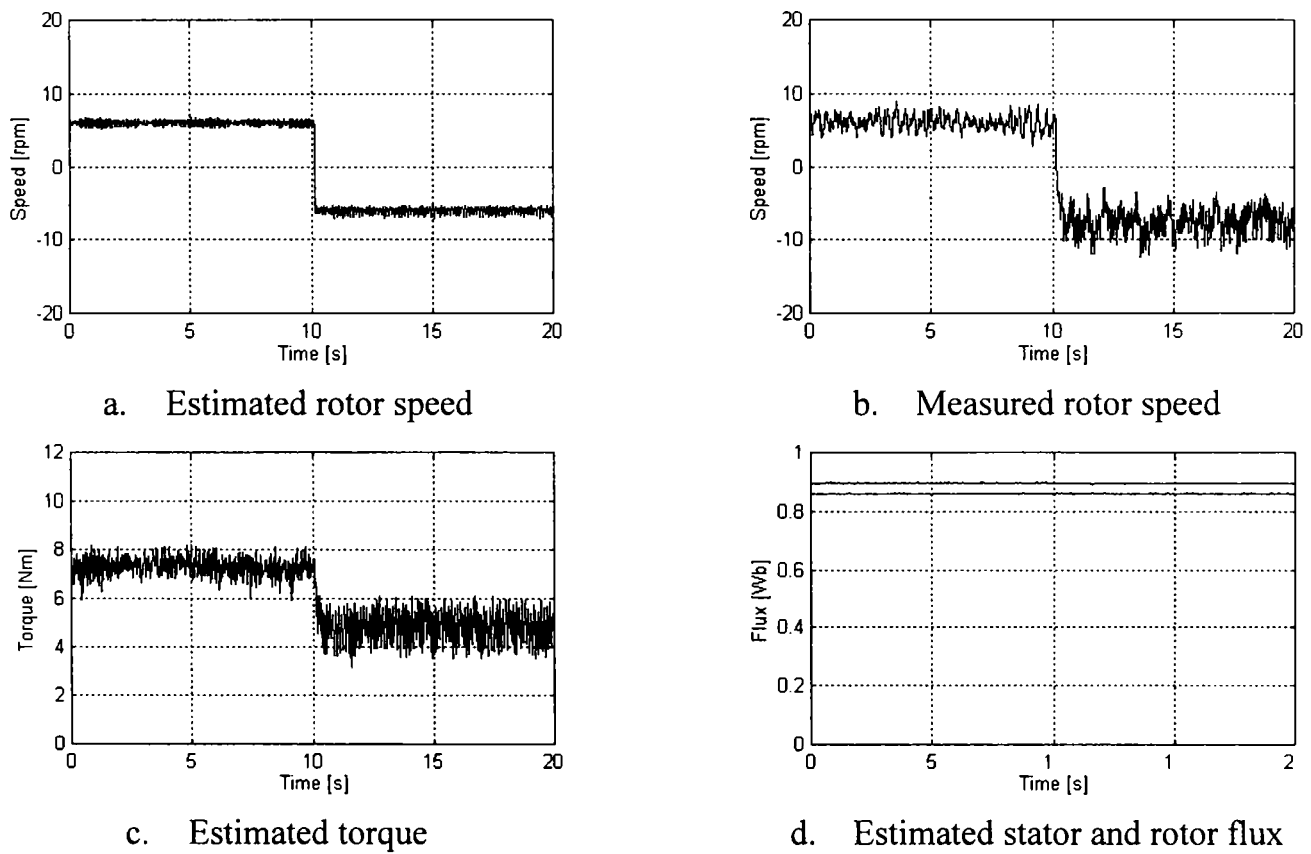 20
10
0
-10
-20
Speed [rpm]
0 5 10 15 20
Time [s]
a. Estimated rotor speed
20
10
0
-10
-20
Speed [rpm]
0 5 10 15 20
Time [s]
b. Measured rotor speed
12
10
8
6
4
2
0
Torque [Nm]
0 5 10 15 20
Time [s]
c. Estimated torque
1
0.8
0.6
0.4
0.2
0
Flux [Wb]
0 5 1 1 2
Time [s]
d. Estimated stator and rotor flux